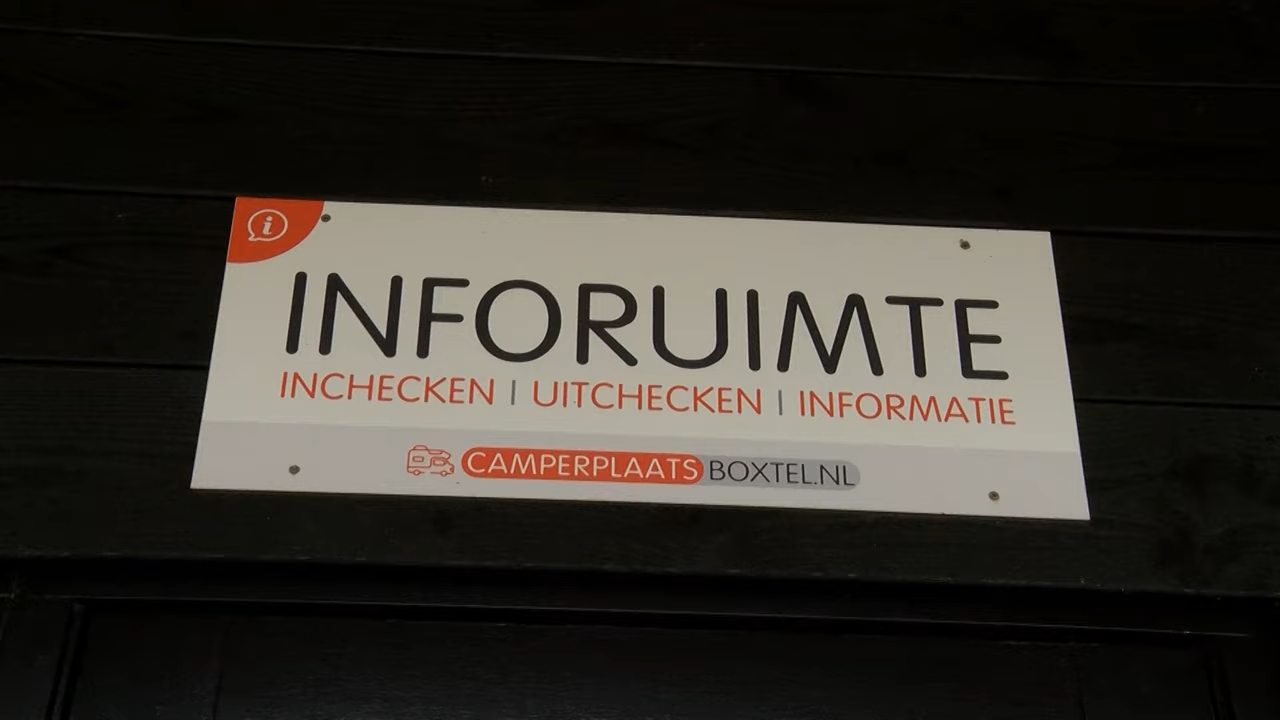 INFORUIMTE
INCHECKEN | UITCHECKEN | INFORMATIE
CAMPERPLAATSBOXTEL.NL